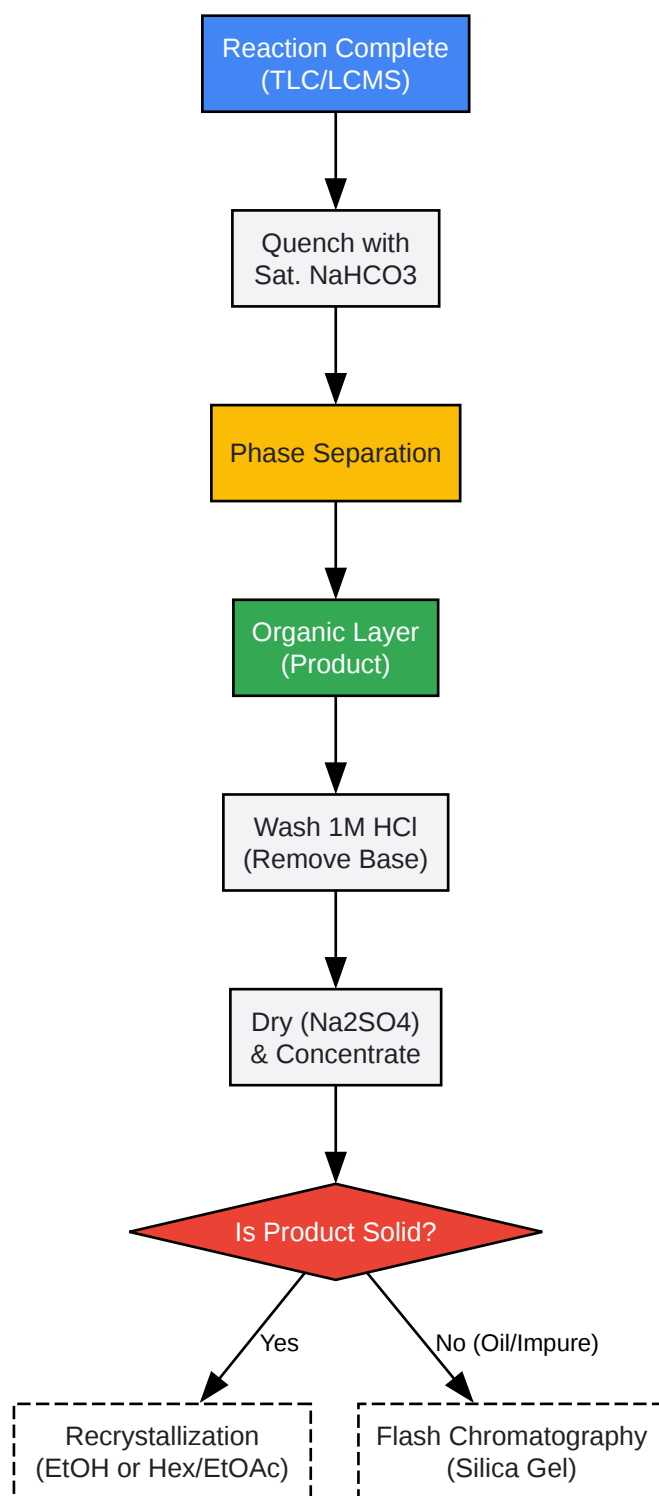 Reaction Complete
(TLC/LCMS)
Quench with
Sat. NaHCO3
Phase Separation
Organic Layer
(Product)
Wash 1M HCl
(Remove Base)
Dry (Na2SO4)
& Concentrate
Is Product Solid?
Yes
No (Oil/Impure)
Recrystallization
(EtOH or Hex/EtOAc)
Flash Chromatography
(Silica Gel)